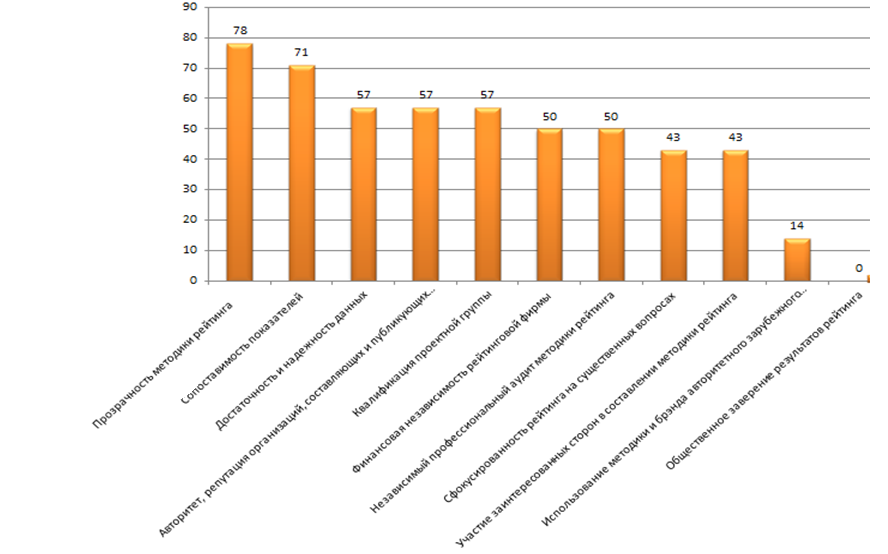 90
80
70
60
50
40
30
20
10
0
78
71
57
57
57
50
50
43
43
14
0
Прозрачность методики рейтинга
Сопоставимость показателей
Достаточность и надежность данных
Авторитет, репутация организаций, составляющих и публикующих...
Квалификация проектной группы
Финансовая независимость рейтинговой фирмы
Независимый профессиональный аудит методики рейтинга
Сфокусированность рейтинга на существенных вопросах
Участие заинтересованных сторон в составлении методики рейтинга
Использование методики и брэнда авторитетного зарубежного...
Общественное заверение результатов рейтинга